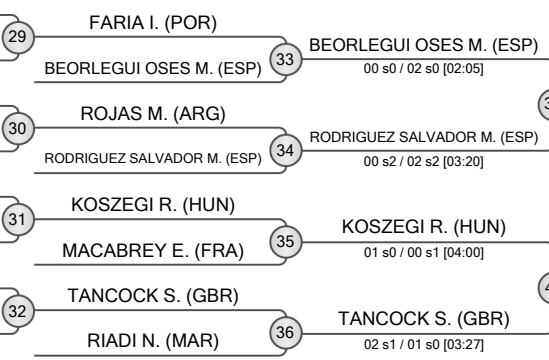 29
FARIA I. (POR)
BEORLEGUI OSES M. (ESP)
33
BEORLEGUI OSES M. (ESP)
00 s0 / 02 s0 [02:05]
30
ROJAS M. (ARG)
RODRIGUEZ SALVADOR M. (ESP)
34
RODRIGUEZ SALVADOR M. (ESP)
00 s2 / 02 s2 [03:20]
31
KOSZEGI R. (HUN)
MACABREY E. (FRA)
35
KOSZEGI R. (HUN)
01 s0 / 00 s1 [04:00]
32
TANCOCK S. (GBR)
RIADI N. (MAR)
36
TANCOCK S. (GBR)
02 s1 / 01 s0 [03:27]